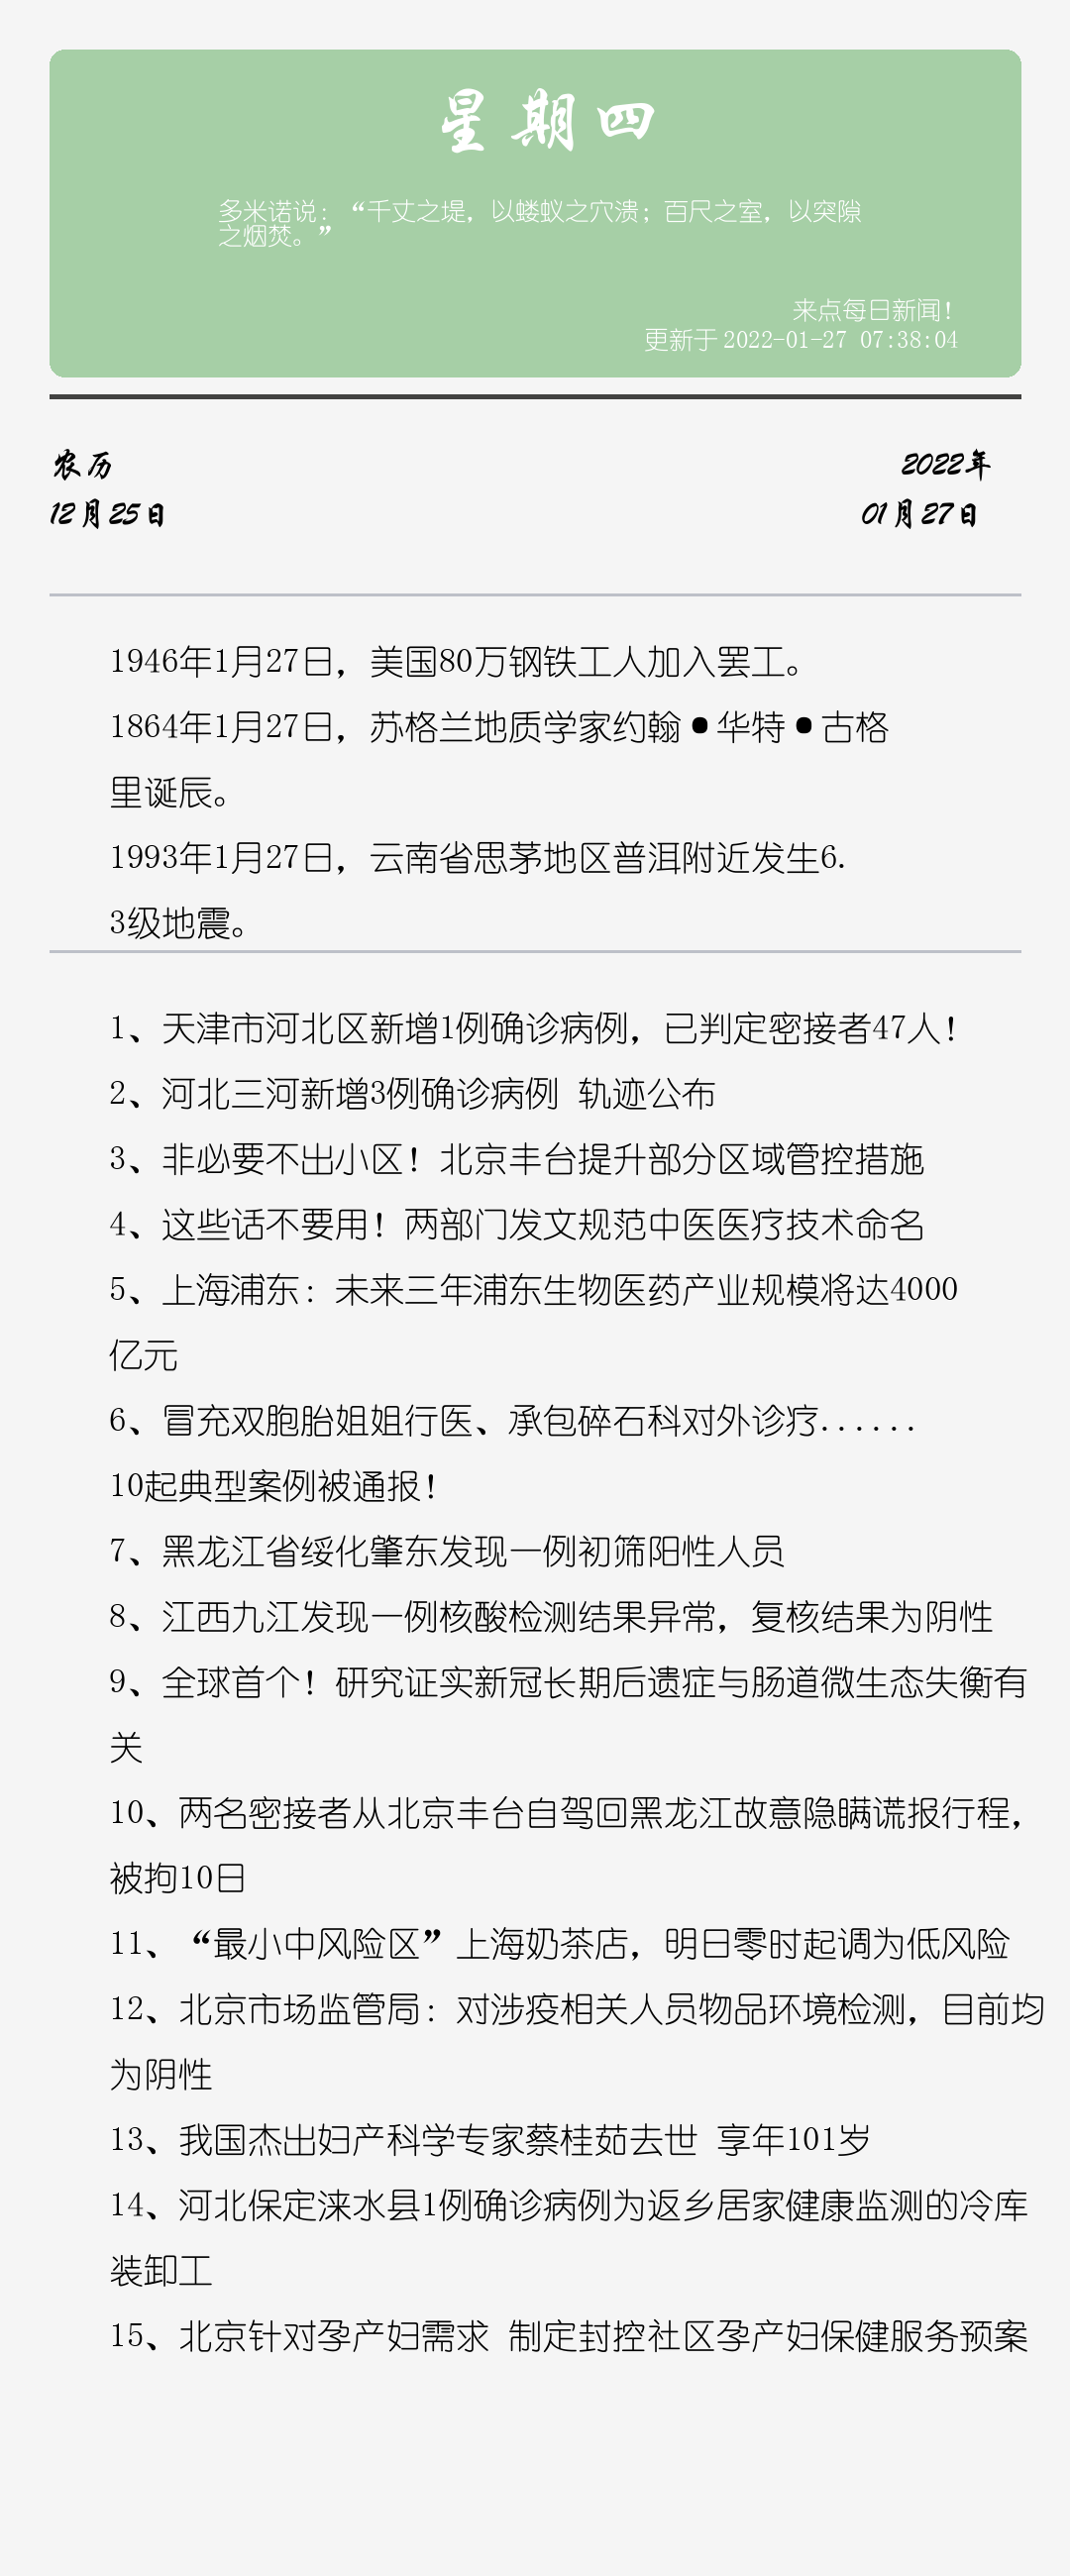 星期四
多米诺说：“千丈之堤，以蝼蚁之穴溃；百尺之室，以突隙
之烟焚。”
来点每日新闻！
更新于 2022-01-27 07:38:04
农历
2022年
12月25日
01月27日
1946年1月27日，美国80万钢铁工人加入罢工。
1864年1月27日，苏格兰地质学家约翰•华特•古格
里诞辰。
1993年1月27日，云南省思茅地区普洱附近发生6.
3级地震。
1、天津市河北区新增1例确诊病例，已判定密接者47人！
2、河北三河新增3例确诊病例 轨迹公布
3、非必要不出小区！北京丰台提升部分区域管控措施
4、这些话不要用！两部门发文规范中医医疗技术命名
5、上海浦东：未来三年浦东生物医药产业规模将达4000
亿元
6、冒充双胞胎姐姐行医、承包碎石科对外诊疗......
10起典型案例被通报！
7、黑龙江省绥化肇东发现一例初筛阳性人员
8、江西九江发现一例核酸检测结果异常，复核结果为阴性
9、全球首个！研究证实新冠长期后遗症与肠道微生态失衡有
关
10、两名密接者从北京丰台自驾回黑龙江故意隐瞒谎报行程，
被拘10日
11、“最小中风险区”上海奶茶店，明日零时起调为低风险
12、北京市场监管局：对涉疫相关人员物品环境检测，目前均
为阴性
13、我国杰出妇产科学专家蔡桂茹去世 享年101岁
14、河北保定涞水县1例确诊病例为返乡居家健康监测的冷库
装卸工
15、北京针对孕产妇需求 制定封控社区孕产妇保健服务预案